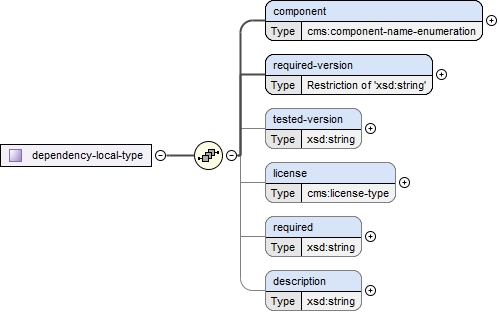 component
Type cms:component-name-enumeration
required-version
Type Restriction of 'xsd:string'
tested-version
Type xsd:string
dependency-local-type
license
Type cms:license-type
required
Type xsd:string
description
Type xsd:string